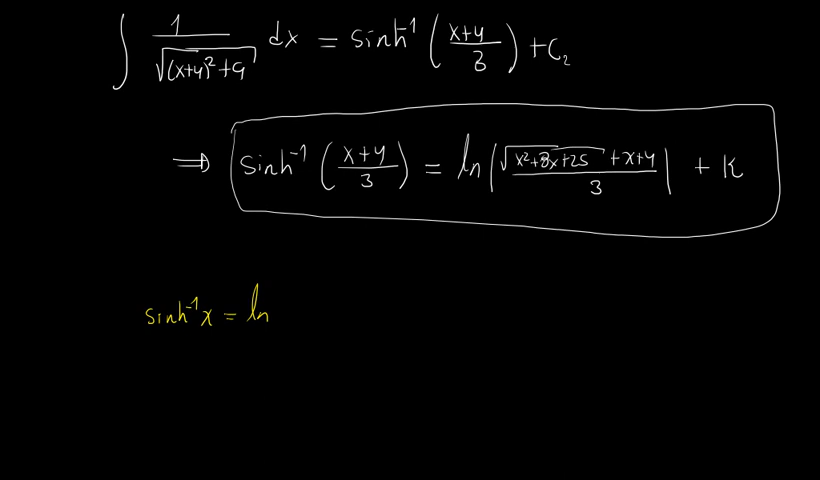 ∫ 1/√((x+4)²+9) dx = sinh⁻¹((x+4)/3) + C₂
⇒ sinh⁻¹((x+4)/3) = ln|(√(x²+8x+25) + x+4)/3| + K
sinh⁻¹x = ln